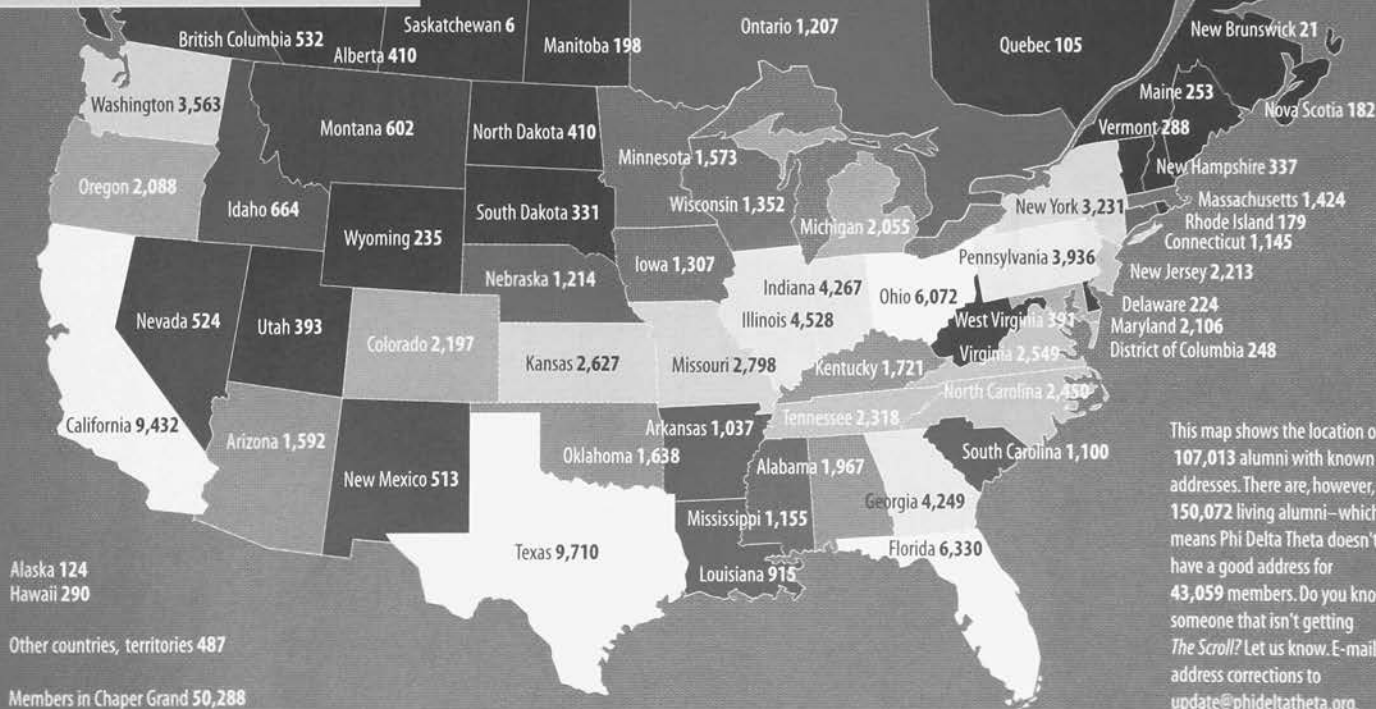 British Columbia 532
Alberta 410
Saskatchewan 6
Manitoba 198
Ontario 1,207
Quebec 105
New Brunswick 21
Nova Scotia 182
Maine 253
Vermont 288
New Hampshire 337
Massachusetts 1,424
Rhode Island 179
Connecticut 1,145
New Jersey 2,213
Delaware 224
Maryland 2,106
District of Columbia 248
Washington 3,563
Montana 602
North Dakota 410
Minnesota 1,573
Oregon 2,088
Idaho 664
Wyoming 235
South Dakota 331
Wisconsin 1,352
Michigan 2,055
New York 3,231
Pennsylvania 3,936
Nebraska 1,214
Iowa 1,307
Indiana 4,267
Illinois 4,528
Ohio 6,072
West Virginia 391
Virginia 2,549
Nevada 524
Utah 393
Colorado 2,197
Kansas 2,627
Missouri 2,798
Kentucky 1,721
North Carolina 2,450
Tennessee 2,318
California 9,432
Arizona 1,592
New Mexico 513
Oklahoma 1,638
Arkansas 1,037
Alabama 1,967
South Carolina 1,100
Georgia 4,249
Mississippi 1,155
Texas 9,710
Louisiana 915
Florida 6,330
Alaska 124
Hawaii 290
Other countries, territories 487
Members in Chaper Grand 50,288
This map shows the location o
107,013 alumni with known
addresses. There are, however,
150,072 living alumni–which
means Phi Delta Theta doesn't
have a good address for
43,059 members. Do you kno
someone that isn't getting
The Scroll? Let us know. E-mail
address corrections to
update@phideltatheta.org